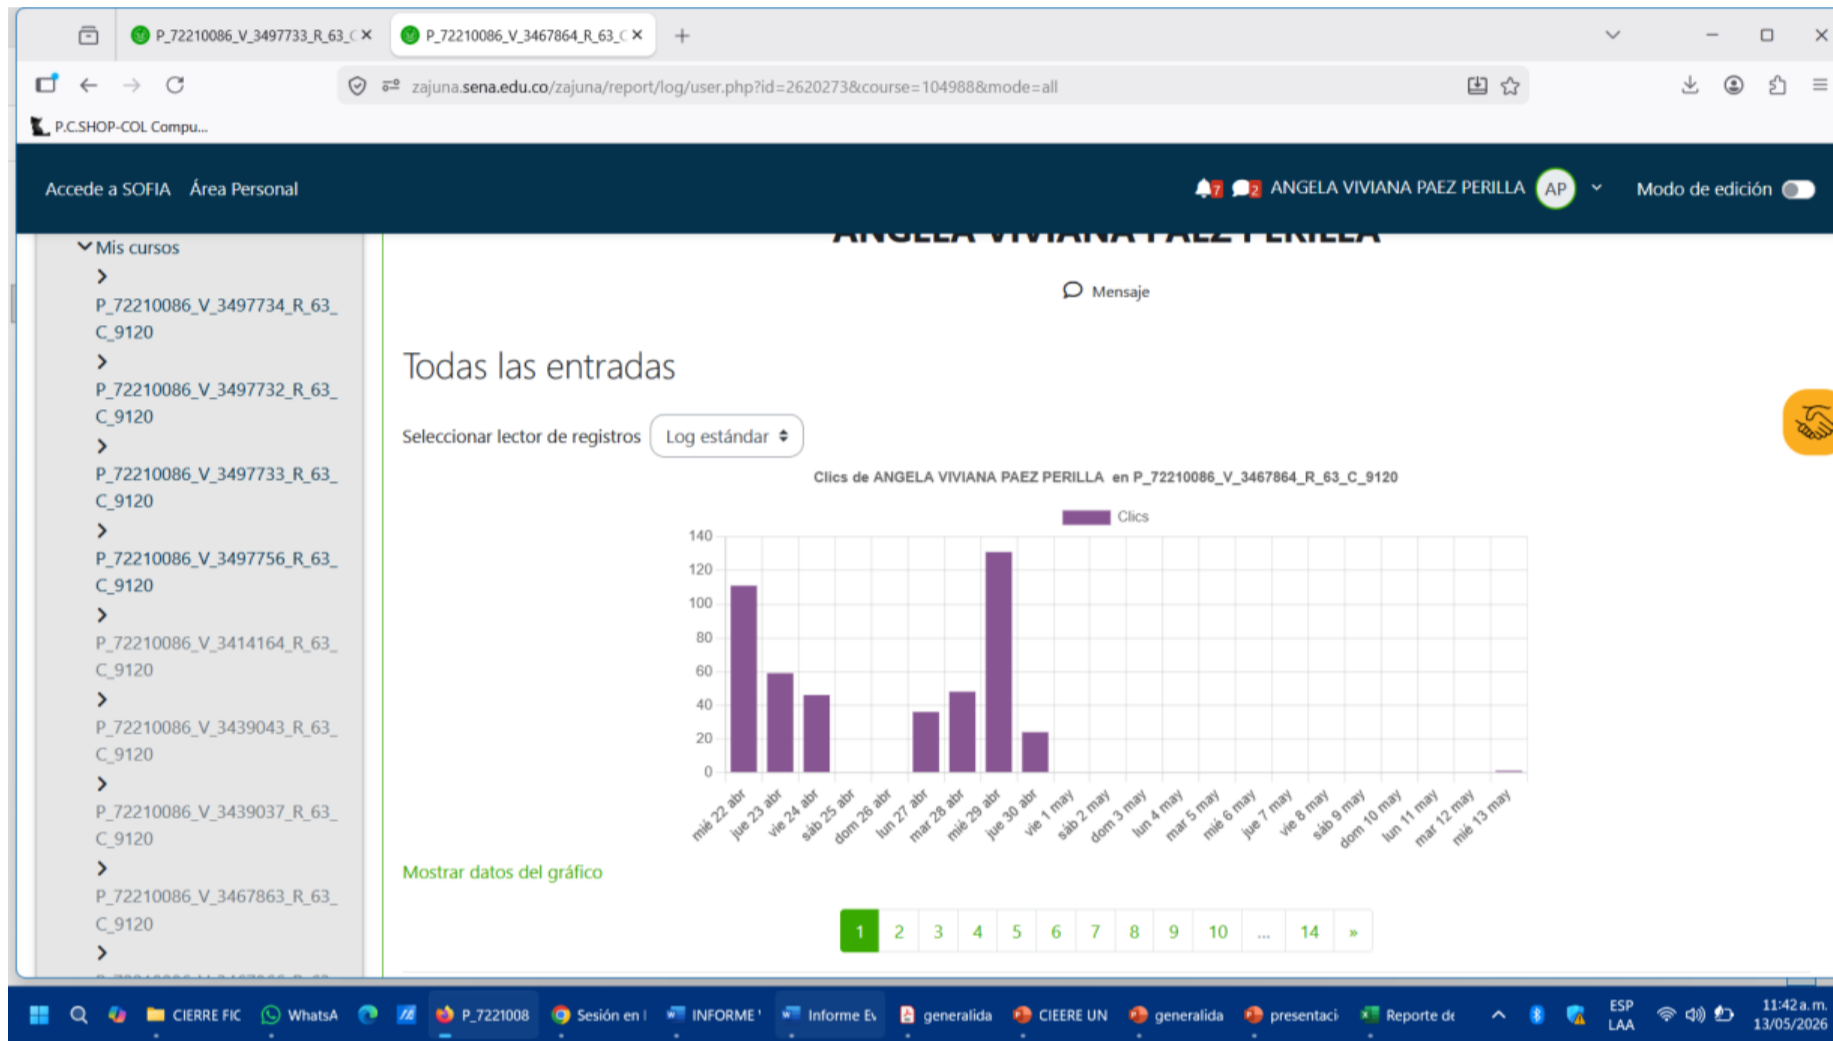 P_72210086_V_3497733_R_63_C
P_72210086_V_3467864_R_63_C
zajuna.sena.edu.co/zajuna/report/log/user.php?id=2620273&course=104988&mode=all
P.C.SHOP-COL Compu...
Accede a SOFIA Área Personal
7 2 ANGELA VIVIANA PAEZ PERILLA AP Modo de edición
ANGELA VIVIANA PAEZ PERILLA
Mis cursos
P_72210086_V_3497734_R_63_
C_9120
P_72210086_V_3497732_R_63_
C_9120
P_72210086_V_3497733_R_63_
C_9120
P_72210086_V_3497756_R_63_
C_9120
P_72210086_V_3414164_R_63_
C_9120
P_72210086_V_3439043_R_63_
C_9120
P_72210086_V_3439037_R_63_
C_9120
P_72210086_V_3467863_R_63_
C_9120
Mensaje
Todas las entradas
Seleccionar lector de registros Log estándar
Clics de ANGELA VIVIANA PAEZ PERILLA en P_72210086_V_3467864_R_63_C_9120
Clics
140
120
100
80
60
40
20
0
mié 22 abr
jue 23 abr
vie 24 abr
sáb 25 abr
dom 26 abr
lun 27 abr
mar 28 abr
mié 29 abr
jue 30 abr
vie 1 may
sáb 2 may
dom 3 may
lun 4 may
mar 5 may
mié 6 may
jue 7 may
vie 8 may
sáb 9 may
dom 10 may
lun 11 may
mar 12 may
mié 13 may
Mostrar datos del gráfico
1 2 3 4 5 6 7 8 9 10 ... 14 »
CIERRE FIC WhatsA P_7221008 Sesión en I INFORME Informe Ev generalida CIEERE UN generalida presentaci Reporte de
ESP
LAA
11:42 a. m.
13/05/2026